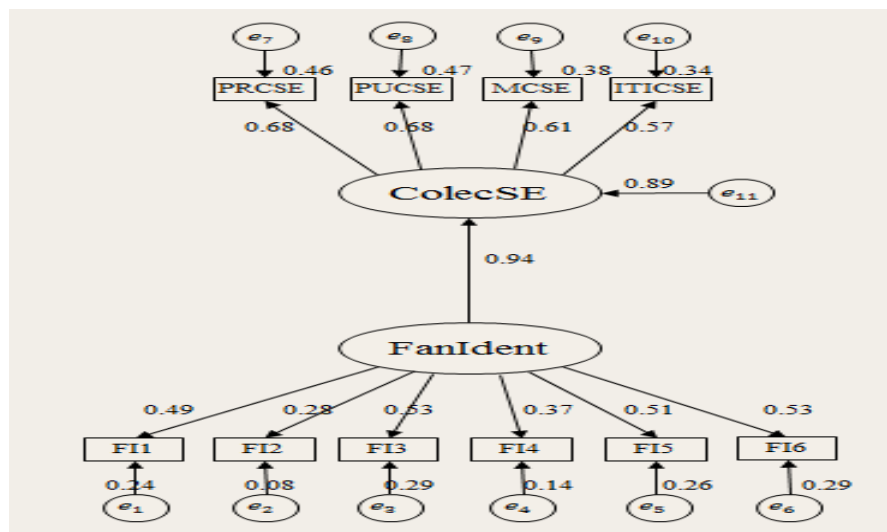 e₇ e₈ e₉ e₁₀
0.46 0.47 0.38 0.34
PRCSE PUCSE MCSE ITICSE
0.68 0.68 0.61 0.57
ColecSE 0.89 e₁₁
0.94
FanIdent
0.49 0.28 0.53 0.37 0.51 0.53
FI1 FI2 FI3 FI4 FI5 FI6
0.24 0.08 0.29 0.14 0.26 0.29
e₁ e₂ e₃ e₄ e₅ e₆